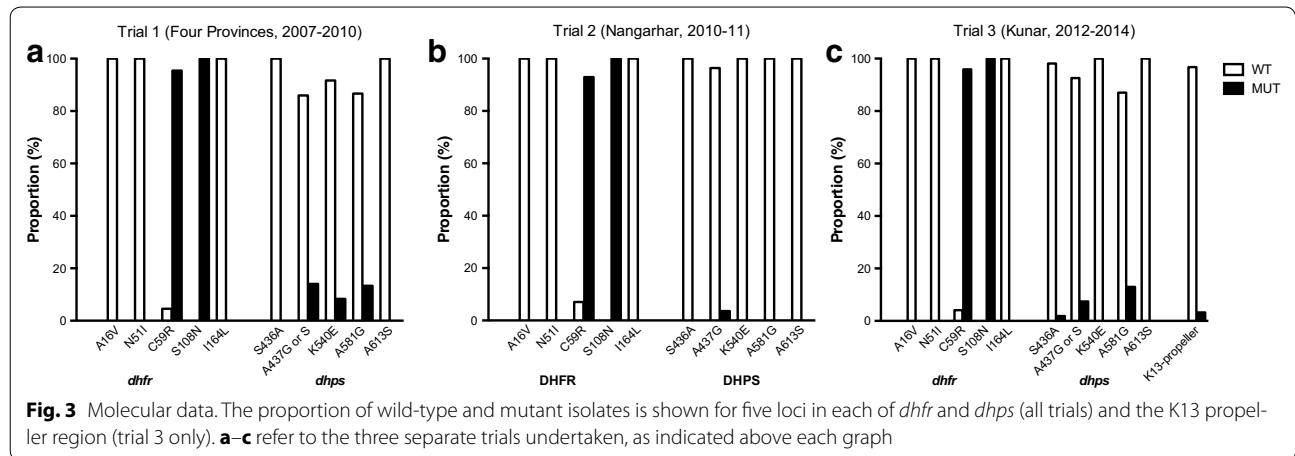 a
Trial 1 (Four Provinces, 2007-2010)
Proportion (%)
100
80
60
40
20
0
A16V
N51I
C59R
S108N
I164L
S436A
A437G or S
K540E
A581G
A613S
dhfr
dhps
b
Trial 2 (Nangarhar, 2010-11)
Proportion (%)
100
80
60
40
20
0
A16V
N51I
C59R
S108N
I164L
S436A
A437G
K540E
A581G
A613S
DHFR
DHPS
c
Trial 3 (Kunar, 2012-2014)
Proportion (%)
100
80
60
40
20
0
A16V
N51I
C59R
S108N
I164L
S436A
A437G or S
K540E
A581G
A613S
K13-propeller
dhfr
dhps
WT
MUT
Fig. 3 Molecular data. The proportion of wild-type and mutant isolates is shown for five loci in each of dhfr and dhps (all trials) and the K13 propel-
ler region (trial 3 only). a–c refer to the three separate trials undertaken, as indicated above each graph